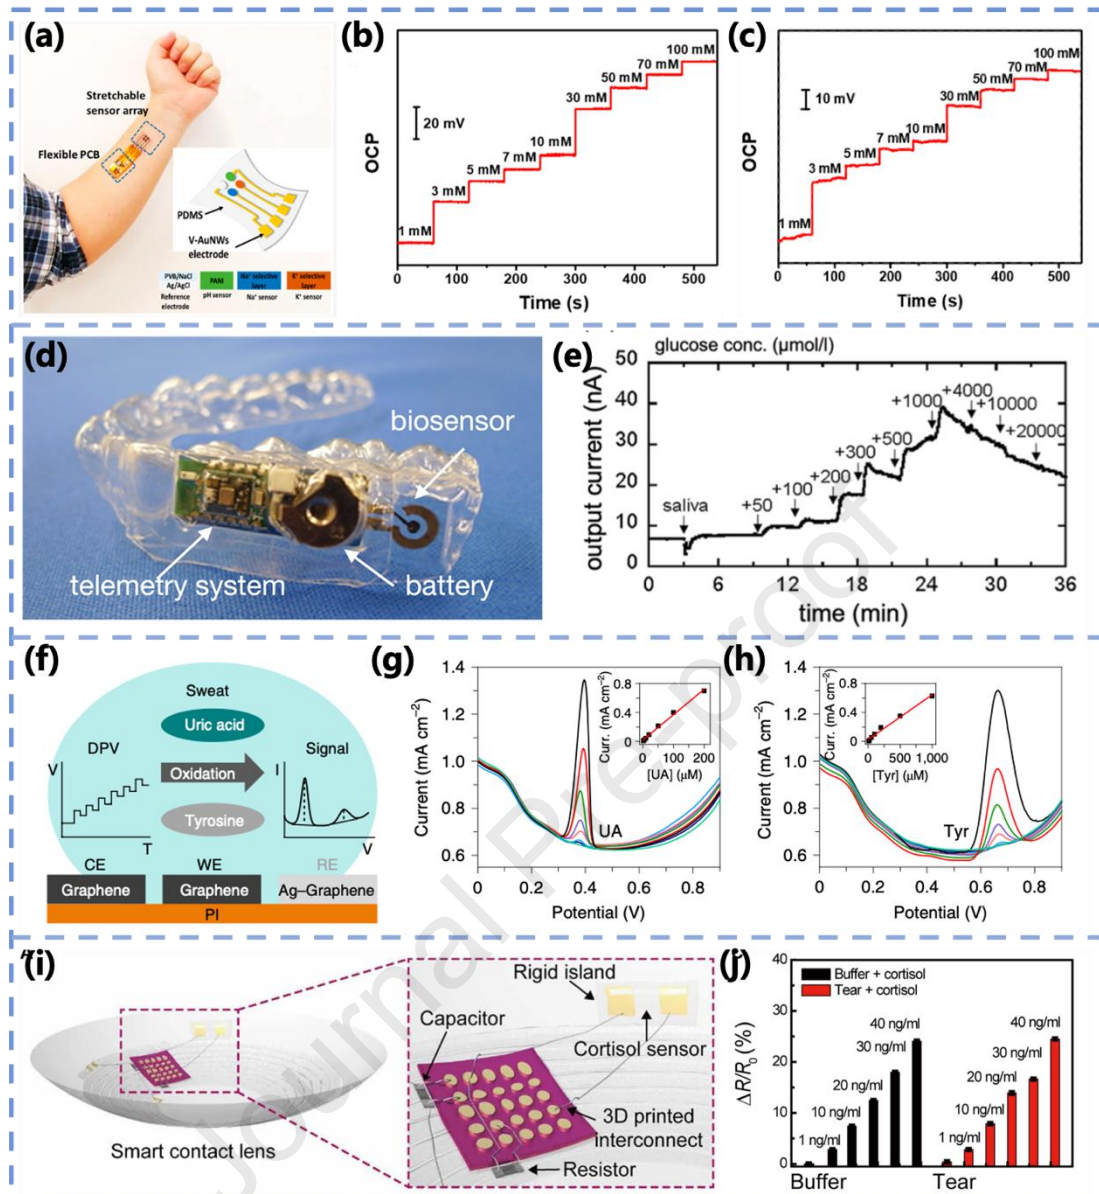 (a)
Stretchable
sensor array
Flexible PCB
PDMS
V-AuNWs
electrode
PVB/NaCl
Ag/AgCl
Reference
electrode
PANI
pH sensor
Na⁺ selective
layer
Na⁺ sensor
K⁺ selective
layer
K⁺ sensor
(b)
OCP
20 mV
1 mM
3 mM
5 mM
7 mM
10 mM
30 mM
50 mM
70 mM
100 mM
0 100 200 300 400 500
Time (s)
(c)
OCP
10 mV
1 mM
3 mM
5 mM
7 mM
10 mM
30 mM
50 mM
70 mM
100 mM
0 100 200 300 400 500
Time (s)
(d)
biosensor
telemetry system
battery
(e)
glucose conc. (µmol/l)
output current (nA)
50
40
30
20
10
0
saliva
+50
+100
+200
+300
+500
+1000
+4000
+10000
+20000
0 6 12 18 24 30 36
time (min)
(f)
Sweat
Uric acid
DPV
V
T
Oxidation
Signal
I
V
Tyrosine
CE
WE
RE
Graphene
Graphene
Ag–Graphene
PI
(g)
Current (mA cm⁻²)
1.4
1.2
1.0
0.8
0.6
Curr. (mA cm⁻²)
0.8
0.4
0
0 100 200
[UA] (µM)
UA
0 0.2 0.4 0.6 0.8
Potential (V)
(h)
Current (mA cm⁻²)
1.4
1.2
1.0
0.8
0.6
Curr. (mA cm⁻²)
0.8
0.4
0
0 500 1,000
[Tyr] (µM)
Tyr
0 0.2 0.4 0.6 0.8
Potential (V)
(i)
Smart contact lens
Rigid island
Capacitor
Cortisol sensor
3D printed
interconnect
Resistor
(j)
ΔR/R₀ (%)
40
30
20
10
0
Buffer + cortisol
Tear + cortisol
1 ng/ml
10 ng/ml
20 ng/ml
30 ng/ml
40 ng/ml
1 ng/ml
10 ng/ml
20 ng/ml
30 ng/ml
40 ng/ml
Buffer
Tear
Journal Pre-proof